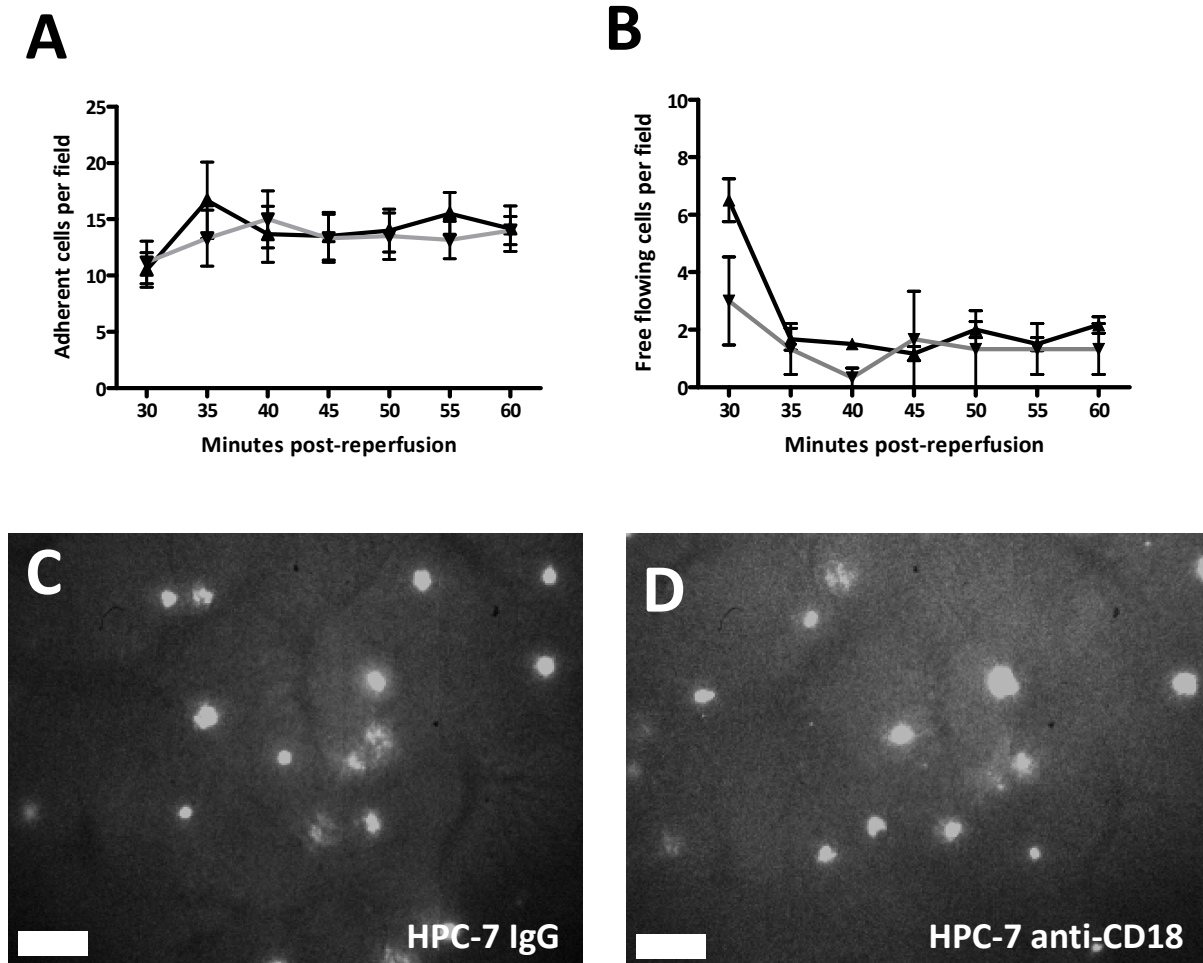 A
B
Adherent cells per field
25
20
15
10
5
0
30 35 40 45 50 55 60
Minutes post-reperfusion
Free flowing cells per field
10
8
6
4
2
0
30 35 40 45 50 55 60
Minutes post-reperfusion
C
HPC-7 IgG
D
HPC-7 anti-CD18